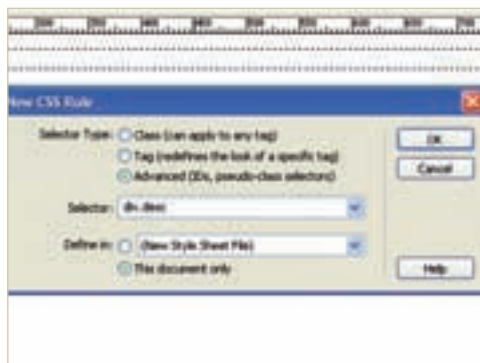 New CSS Rule
Selector Type: Class (can apply to any tag)
Tag (redefines the look of a specific tag)
Advanced (IDs, pseudo-class selectors)
Selector:
Define in: (New Style Sheet File)
This document only
OK
Cancel
Help